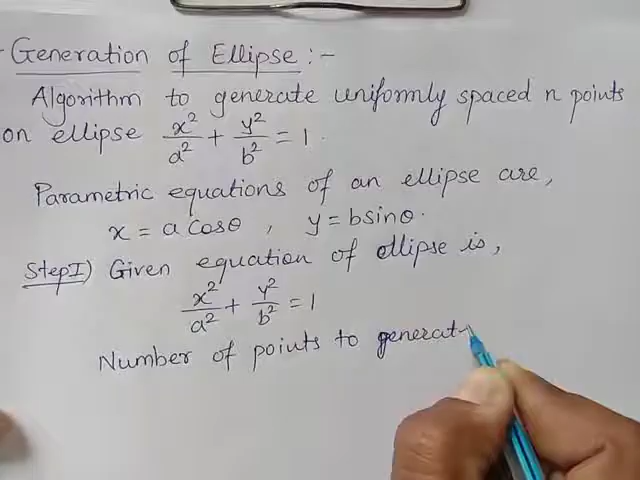 Generation of Ellipse :-
Algorithm to generate uniformly spaced n points
on ellipse x²/a² + y²/b² = 1.
Parametric equations of an ellipse are,
x = a cosθ , y = b sinθ.
Step I) Given equation of ellipse is,
x²/a² + y²/b² = 1
Number of points to generat